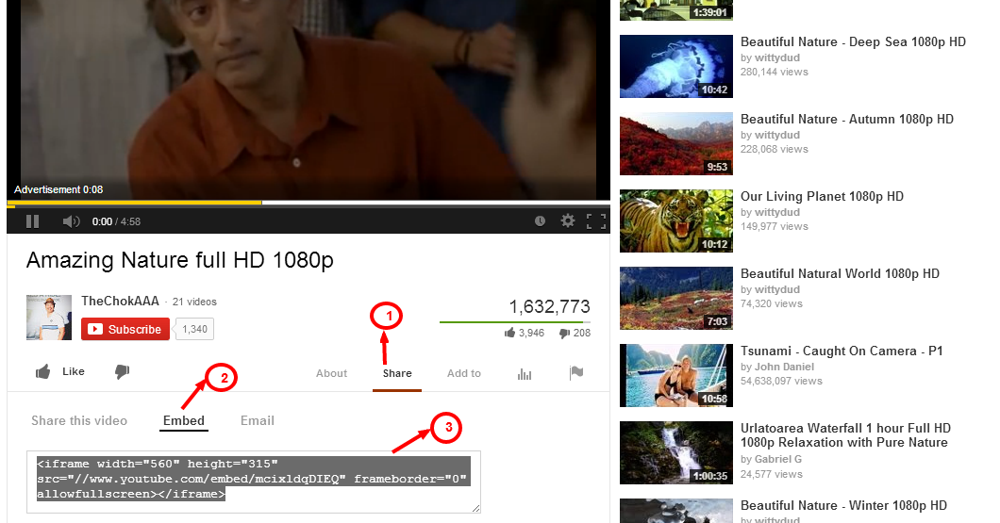 Advertisement 0:08
0:00 / 4:58
Amazing Nature full HD 1080p
TheChokAAA · 21 videos
Subscribe 1,340
1,632,773
3,946 208
1
Like
About Share Add to
2
Share this video Embed Email
3
<iframe width="560" height="315"
src="//www.youtube.com/embed/mcixldqDIEQ" frameborder="0"
allowfullscreen></iframe>
1:39:01
Beautiful Nature - Deep Sea 1080p HD
by wittydud
280,144 views
10:42
Beautiful Nature - Autumn 1080p HD
by wittydud
228,068 views
9:53
Our Living Planet 1080p HD
by wittydud
149,977 views
10:12
Beautiful Natural World 1080p HD
by wittydud
74,320 views
7:03
Tsunami - Caught On Camera - P1
by John Daniel
54,638,097 views
10:58
Urlatoarea Waterfall 1 hour Full HD
1080p Relaxation with Pure Nature
by Gabriel G
24,577 views
1:00:35
Beautiful Nature - Winter 1080p HD
by wittydud